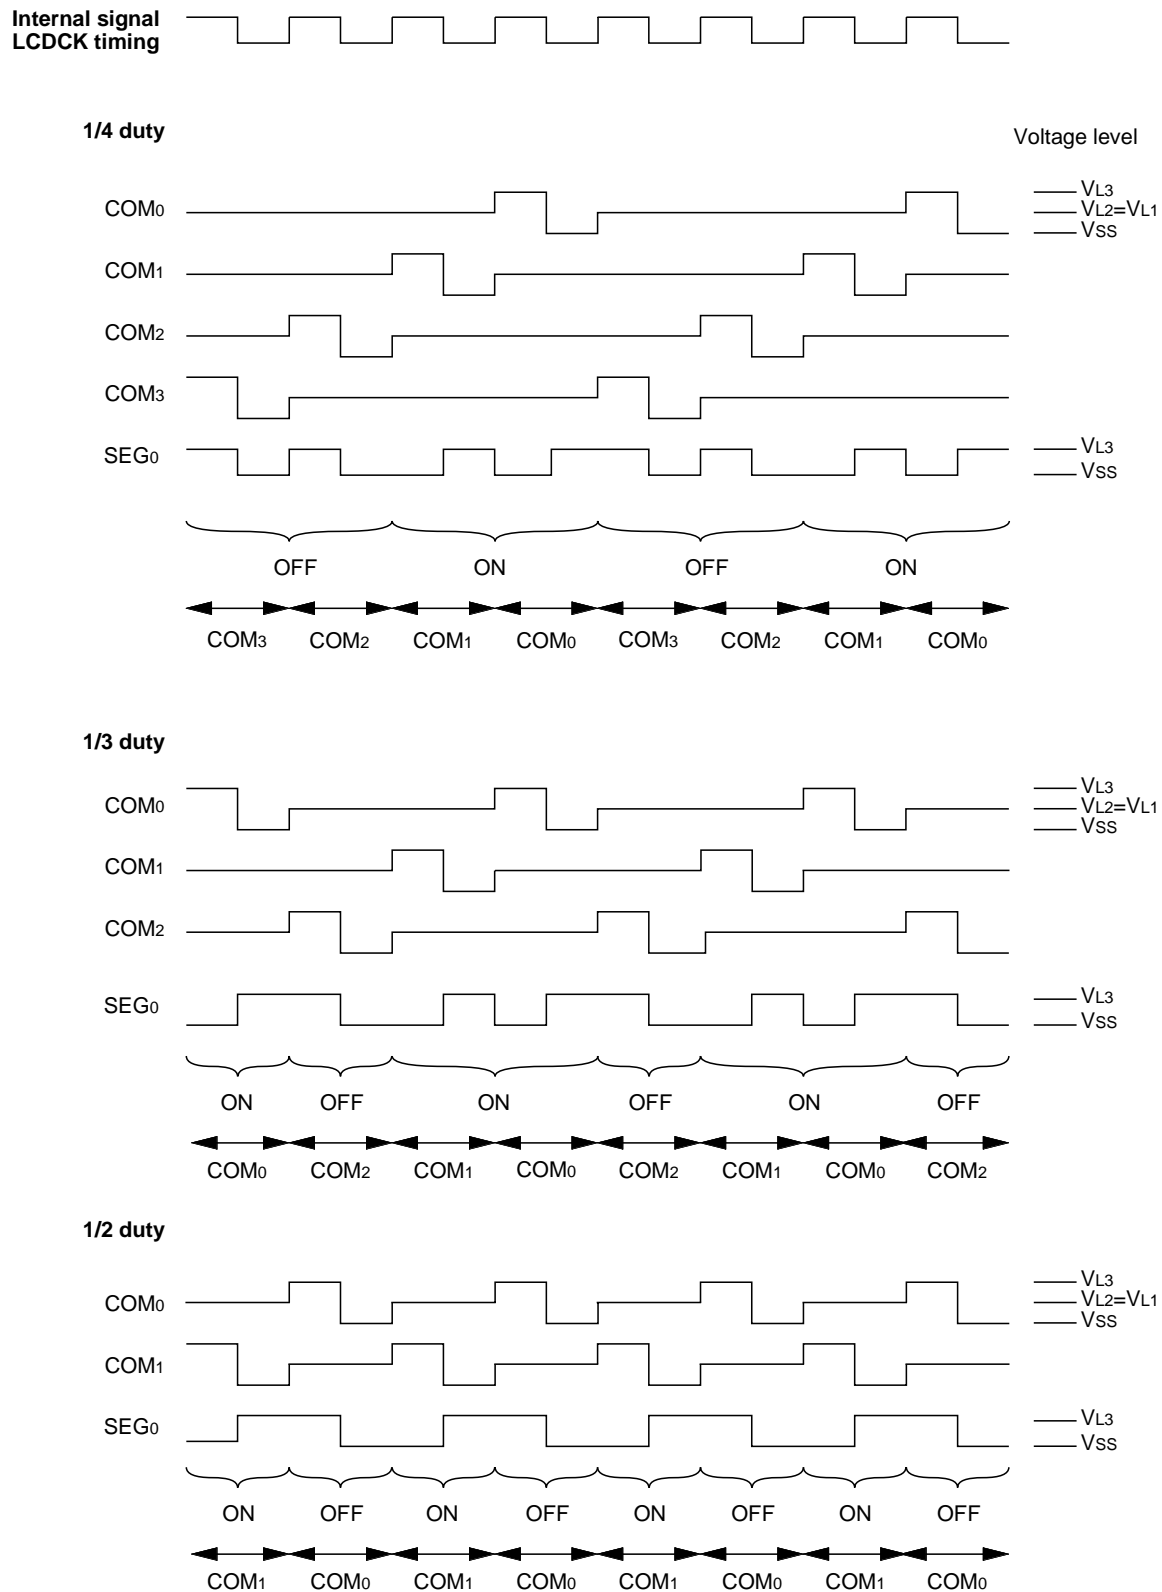 Internal signal
LCDCK timing
1/4 duty
Voltage level
COM0
VL3
VL2=VL1
VSS
COM1
COM2
COM3
SEG0
VL3
VSS
OFF ON OFF ON
COM3 COM2 COM1 COM0 COM3 COM2 COM1 COM0
1/3 duty
COM0
VL3
VL2=VL1
VSS
COM1
COM2
SEG0
VL3
VSS
ON OFF ON OFF ON OFF
COM0 COM2 COM1 COM0 COM2 COM1 COM0 COM2
1/2 duty
COM0
VL3
VL2=VL1
VSS
COM1
SEG0
VL3
VSS
ON OFF ON OFF ON OFF ON OFF
COM1 COM0 COM1 COM0 COM1 COM0 COM1 COM0